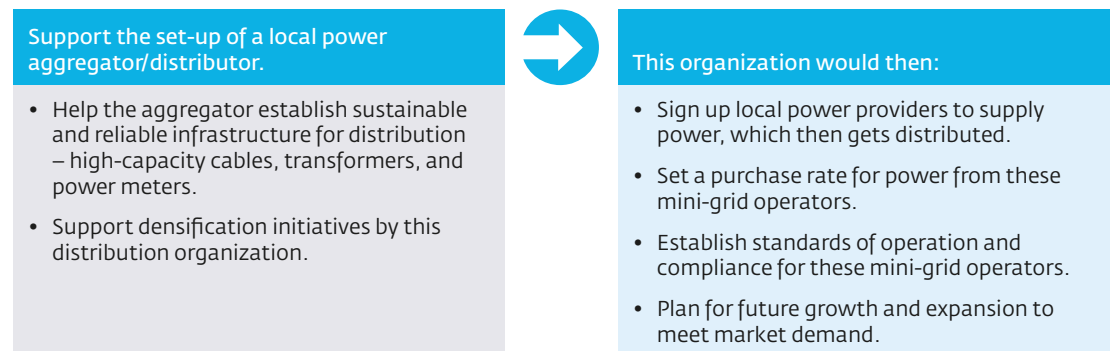 Support the set-up of a local power
aggregator/distributor.
• Help the aggregator establish sustainable
and reliable infrastructure for distribution
– high-capacity cables, transformers, and
power meters.
• Support densification initiatives by this
distribution organization.
This organization would then:
• Sign up local power providers to supply
power, which then gets distributed.
• Set a purchase rate for power from these
mini-grid operators.
• Establish standards of operation and
compliance for these mini-grid operators.
• Plan for future growth and expansion to
meet market demand.